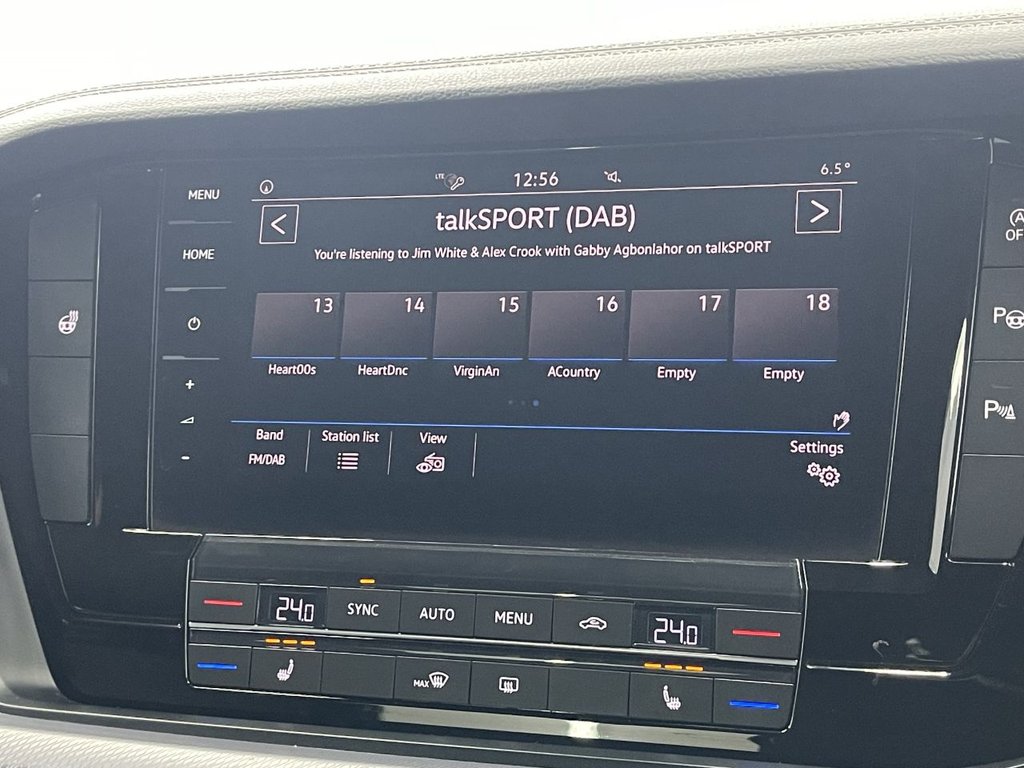 LTE 12:56 6.5°
MENU
talkSPORT (DAB)
HOME
You're listening to Jim White & Alex Crook with Gabby Agbonlahor on talkSPORT
A
OF
13 14 15 16 17 18
Heart00s HeartDnc VirginAn ACountry Empty Empty
P
+
-
P
Band Station list View Settings
FM/DAB
24.0 SYNC AUTO MENU 24.0
MAX